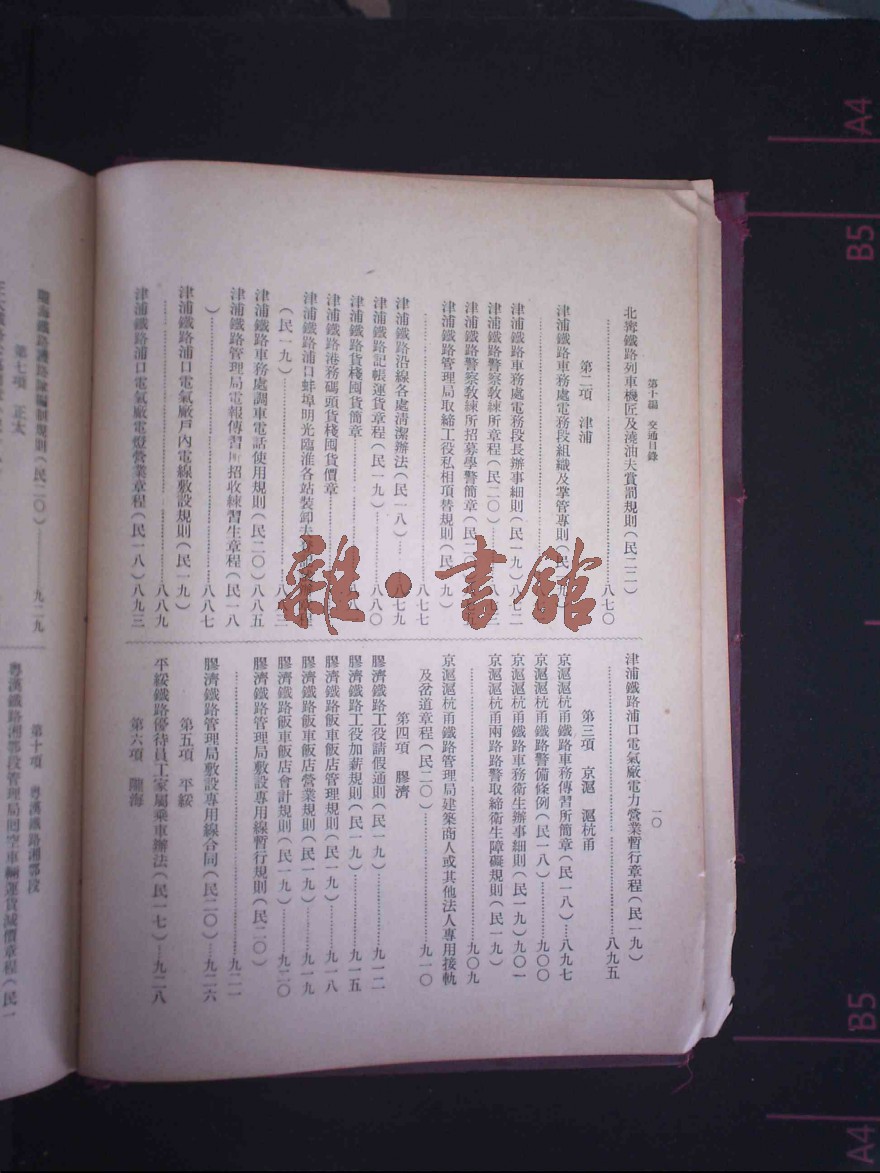 第十編 交通目錄
一〇
北寗鐵路列車機匠及澆油夫賞罰規則(民二二)
八七〇
第二項 津浦
津浦鐵路車務處電務段組織及掌管專則(民
津浦鐵路車務處電務段長辦事細則(民一九)八七二
津浦鐵路警察敎練所章程(民二〇)
津浦鐵路警察敎練所招募學警簡章(民二
津浦鐵路管理局取締工役私相頂替規則(民一九)
八七七
津浦鐵路沿線各處淸潔辦法(民一八)八七九
津浦鐵路記帳運貨章程(民一九)八八〇
津浦鐵路貨棧囤貨簡章
津浦鐵路港務碼頭貨棧囤貨價章
津浦鐵路浦口蚌埠明光臨淮各站裝卸夫
(民一九)
津浦鐵路車務處調車電話使用規則(民二〇)八八五
津浦鐵路管理局電報傳習所招收練習生章程(民一八
)八八七
津浦鐵路浦口電氣廠戶內電線敷設規則(民一九)
八八九
津浦鐵路浦口電氣廠電燈營業章程(民一八)八九三
津浦鐵路浦口電氣廠電力營業暫行章程(民一九)
八九五
第三項 京滬 滬杭甬
京滬滬杭甬鐵路車務傳習所簡章(民一八)八九七
京滬滬杭甬鐵路警備條例(民一八)九〇〇
京滬滬杭甬鐵路車務衞生辦事細則(民一九)九〇一
京滬滬杭甬兩路路警取締衞生障礙規則(民一九)
九〇九
京滬滬杭甬鐵路管理局建築商人或其他法人專用接軌
及岔道章程(民二〇)九一〇
第四項 膠濟
膠濟鐵路工役請假通則(民一九)九一二
膠濟鐵路工役加薪規則(民一九)九一五
膠濟鐵路飯車飯店管理規則(民一九)九一八
膠濟鐵路飯車飯店營業規則(民一九)九一九
膠濟鐵路飯車飯店會計規則(民一九)九二〇
膠濟鐵路管理局敷設專用線暫行規則(民二〇)
九二二
膠濟鐵路管理局敷設專用線合同(民二〇)九二六
第五項 平綏
平綏鐵路優待員工家屬乘車辦法(民一七)九二八
第六項 隴海
隴海鐵路護路隊編制規則(民二〇)九二九
第七項 正太
第十項 粤漢鐵路湘鄂段
粤漢鐵路湘鄂段管理局回空車輛運貨減價章程(民一
雜·書館
A4
B5
B5
A4